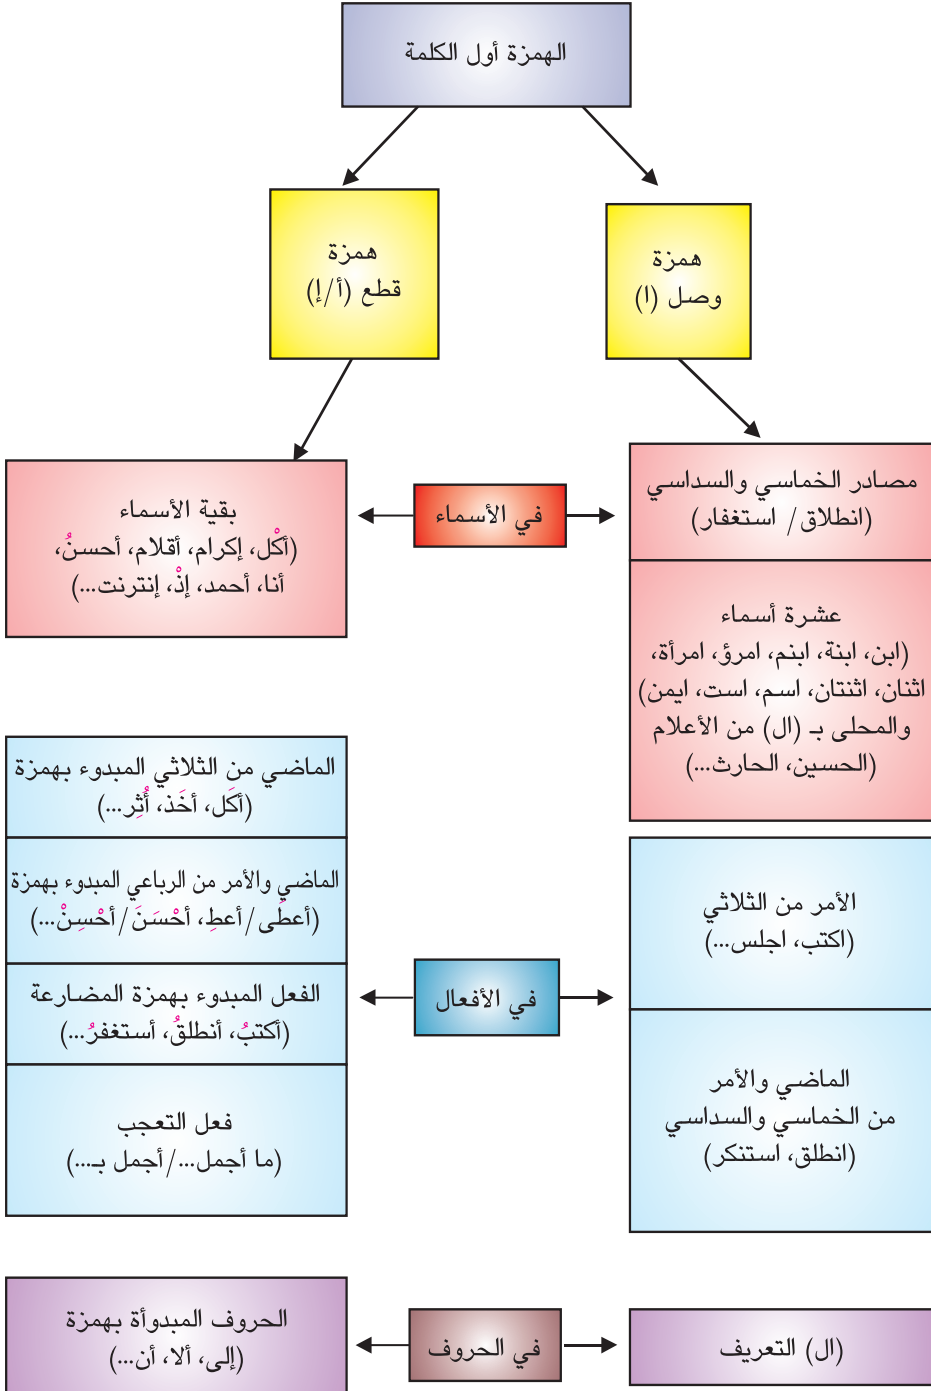 الهمزة أول الكلمة
همزة
وصل (ا)
همزة
قطع (أ/إ)
في الأسماء
مصادر الخماسي والسداسي
(انطلاق/ استغفار)
عشرة أسماء
(ابن، ابنة، ابنم، امرؤ، امرأة،
اثنان، اثنتان، اسم، است، ايمن)
والمحلى بـ (ال) من الأعلام
(الحسين، الحارث...)
بقية الأسماء
(أكْل، إكرام، أقلام، أحسنُ،
أنا، أحمد، إذْ، إنترنت...)
في الأفعال
الأمر من الثلاثي
(اكتب، اجلس...)
الماضي والأمر
من الخماسي والسداسي
(انطلق، استنكر)
الماضي من الثلاثي المبدوء بهمزة
(أكَل، أخَذ، أُثِر...)
الماضي والأمر من الرباعي المبدوء بهمزة
(أعطَى/أعطِ، أحْسَنَ/أحْسِنْ...)
الفعل المبدوء بهمزة المضارعة
(أكتبُ، أنطلقُ، أستغفرُ...)
فعل التعجب
(ما أجمل.../أجمل بـ...)
في الحروف
(ال) التعريف
الحروف المبدوأة بهمزة
(إلى، ألا، أن...)